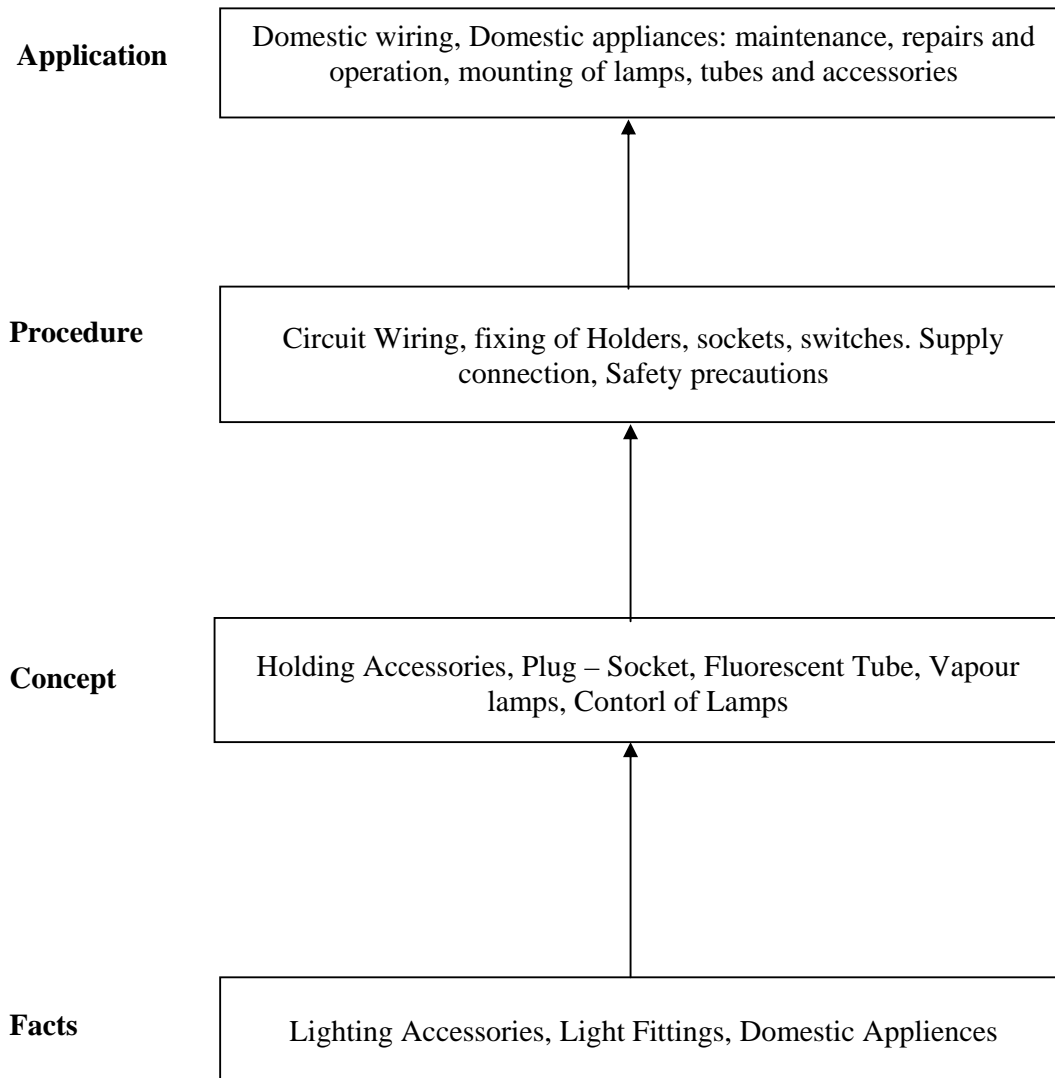 Application
Domestic wiring, Domestic appliances: maintenance, repairs and
operation, mounting of lamps, tubes and accessories
Procedure
Circuit Wiring, fixing of Holders, sockets, switches. Supply
connection, Safety precautions
Concept
Holding Accessories, Plug – Socket, Fluorescent Tube, Vapour
lamps, Contorl of Lamps
Facts
Lighting Accessories, Light Fittings, Domestic Appliences